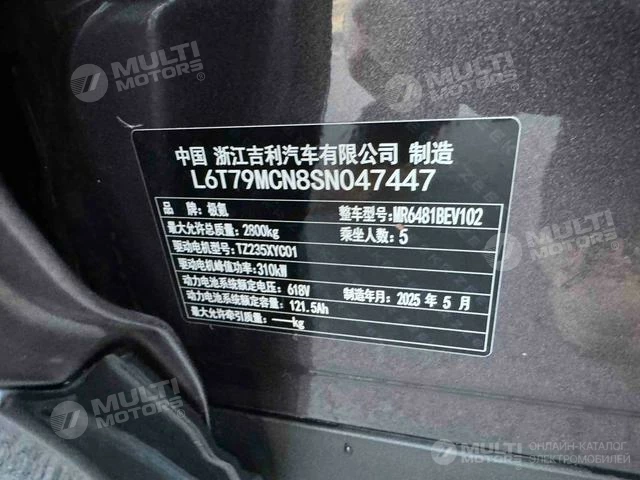 MULTI
MOTORS®
MULTI
MOTORS®
中国 浙江吉利汽车有限公司 制造
L6T79MCN8SN047447
品牌：极氪
整车型号：MR6481BEV102
最大允许总质量：2800kg
乘坐人数：5
驱动电机型号：TZ235XYC01
驱动电机峰值功率：310kW
动力电池系统额定电压：618V
制造年月：2025 年 5 月
动力电池系统额定容量：121.5Ah
最大允许牵引质量：——kg
MULTI
MOTORS®
MULTI
MOTORS
ОНЛАЙН-КАТАЛОГ
ЭЛЕКТРОМОБИЛЕЙ